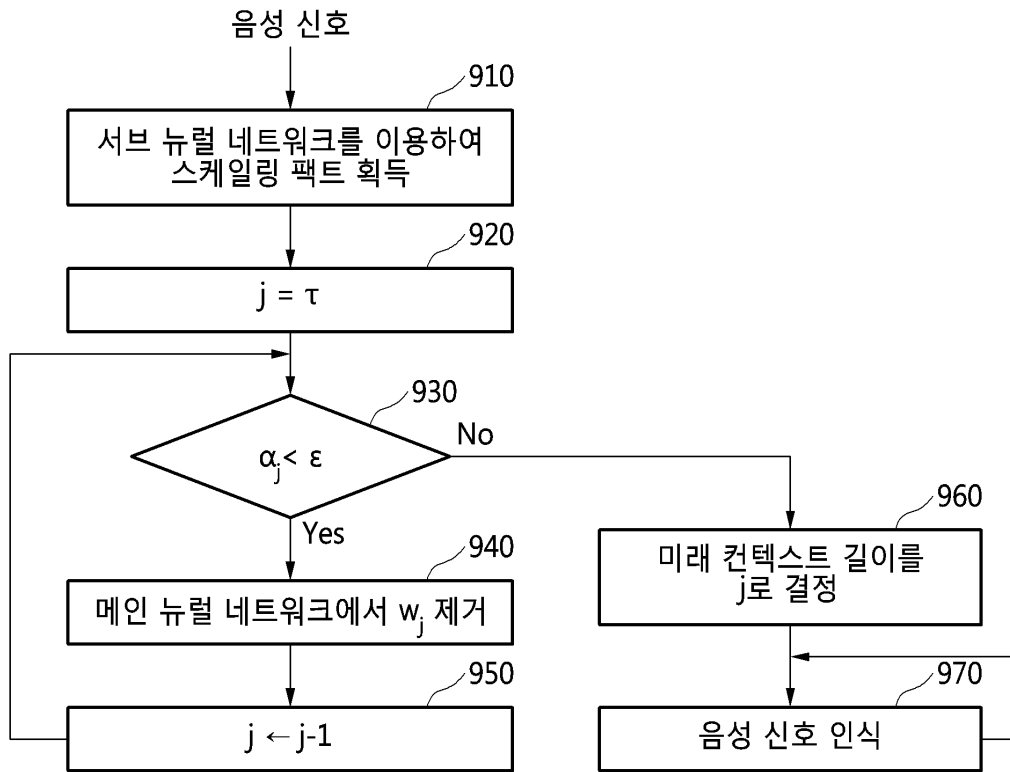 음성 신호
910
서브 뉴럴 네트워크를 이용하여
스케일링 팩트 획득
920
j = τ
930
αj< ε
No
Yes
940
메인 뉴럴 네트워크에서 wj 제거
950
j ← j-1
960
미래 컨텍스트 길이를
j로 결정
970
음성 신호 인식